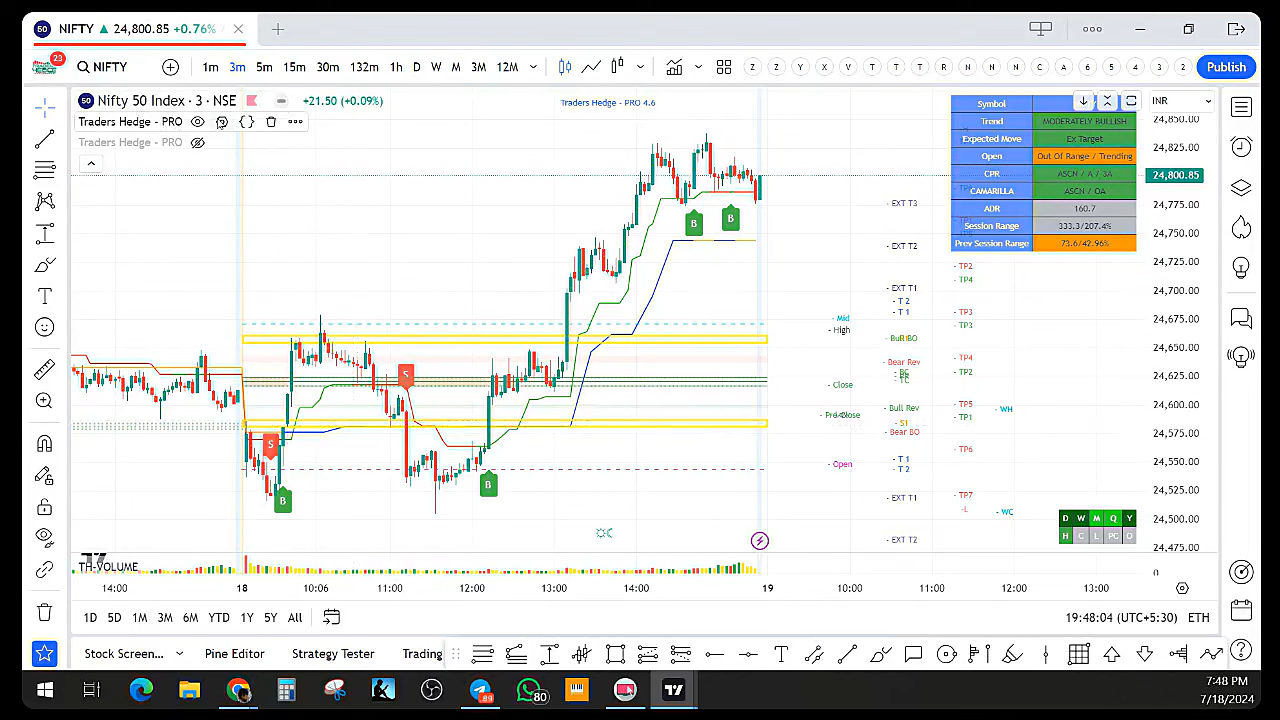 50 NIFTY ▲ 24,800.85 +0.76%
23
NIFTY
1m 3m 5m 15m 30m 132m 1h D W M 3M 12M
Z Z Y X V T T T R N N N C A 6 5 4 3 2
Publish
50 Nifty 50 Index · 3 · NSE
+21.50 (+0.09%)
Traders Hedge - PRO 4.6
INR
Traders Hedge - PRO
Traders Hedge - PRO
Symbol
Trend MODERATELY BULLISH
Expected Move Ex Target
Open Out Of Range / Trending
CPR ASCN / A / 3A
CAMARILLA ASCN / OA
ADR 160.7
Session Range 333.3/207.4%
Prev Session Range 73.6/42.96%
24,850.00
24,825.00
24,800.85
24,775.00
24,750.00
24,725.00
24,700.00
24,675.00
24,650.00
24,625.00
24,600.00
24,575.00
24,550.00
24,525.00
24,500.00
24,475.00
0
- EXT T3
- EXT T2
- EXT T1
- T 2
- T 1
- Mid
- High
- Bear Rev
- Close
- Bull Rev
- S1
- Bear BO
- Open
- T 1
- T 2
- EXT T1
- EXT T2
- TP2
- TP4
- TP3
- TP3
- TP4
- TP2
- TP5
- TP1
- TP6
- TP7
-L
- WH
- WC
S
B
S
B
B
B
D W M Q Y
H C L PC O
TH-VOLUME
14:00 18 10:06 11:00 12:00 13:00 14:00 19 10:00 11:00 12:00 13:00
1D 5D 1M 3M 6M YTD 1Y 5Y All
19:48:04 (UTC+5:30) ETH
Stock Screen... Pine Editor Strategy Tester Trading
89
80
7:48 PM
7/18/2024